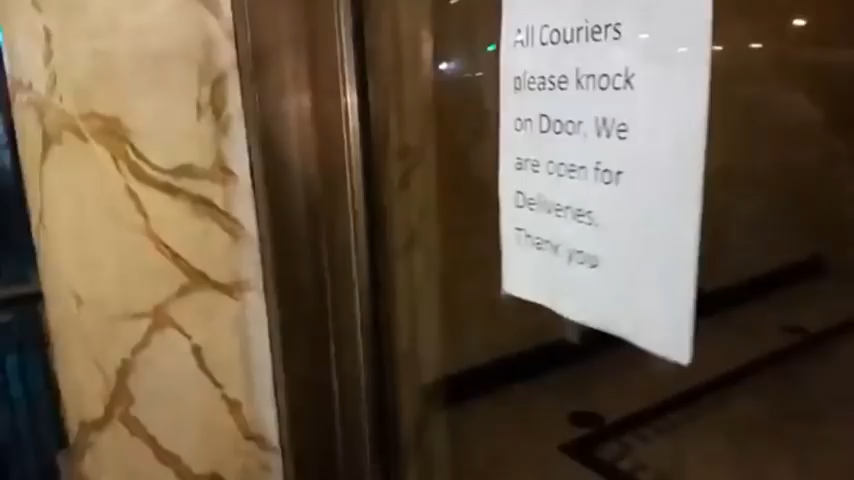 All Couriers
please knock
on Door, We
are open for
Deliveries.
Thank you